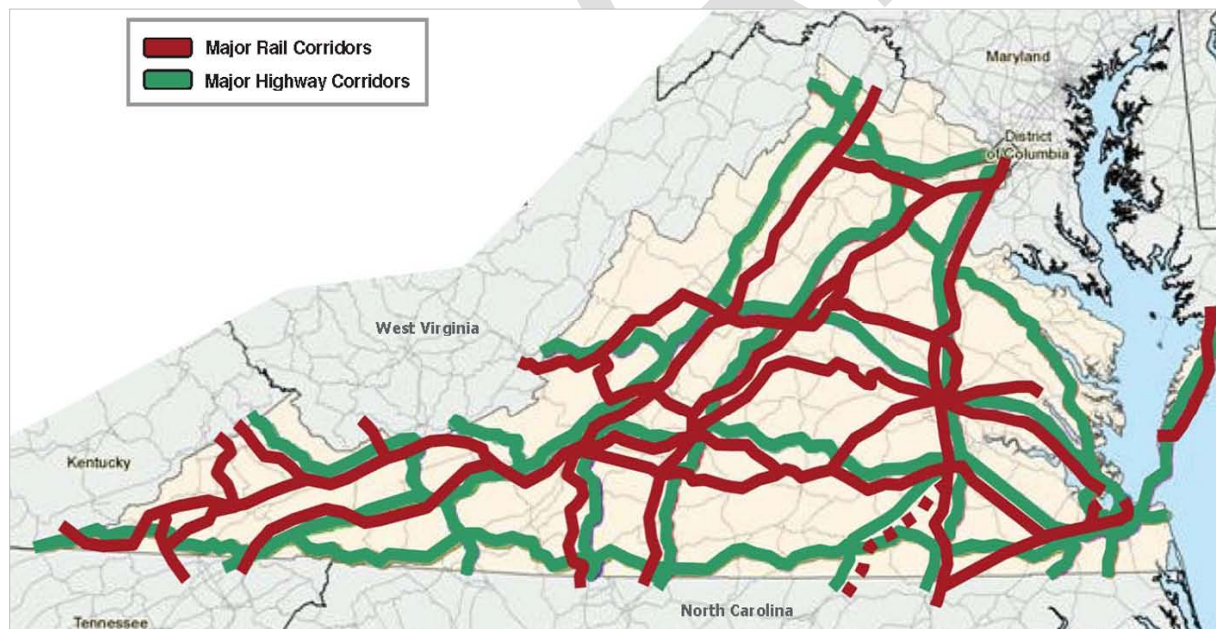 Major Rail Corridors
Major Highway Corridors
Maryland
District
of Columbia
West Virginia
Kentucky
North Carolina
Tennessee